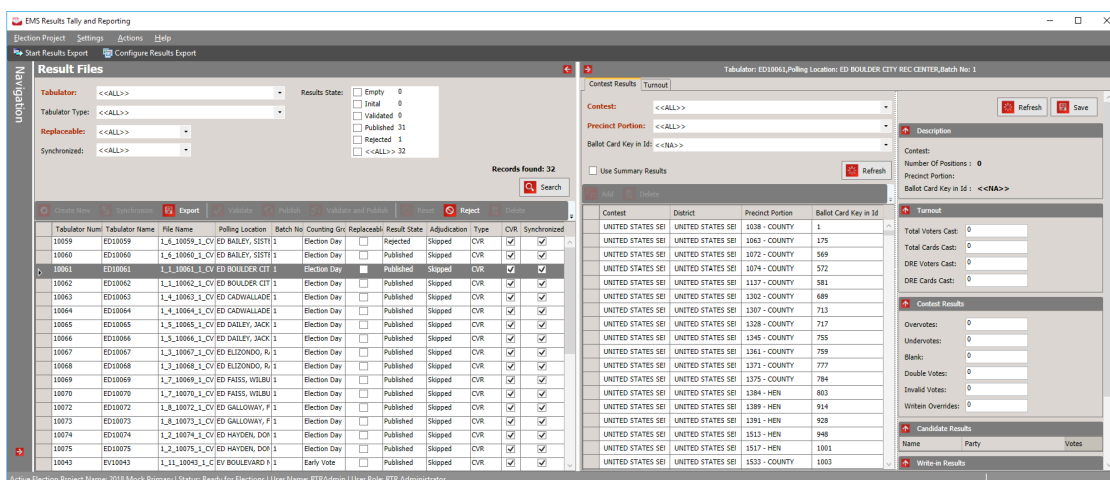 EMS Results Tally and Reporting
Election Project Settings Actions Help
Start Results Export Configure Results Export
Navigation
Result Files
Tabulator: <<ALL>>
Tabulator Type: <<ALL>>
Replaceable: <<ALL>>
Synchronized: <<ALL>>
Results State:
Empty 0
Inital 0
Validated 0
Published 31
Rejected 1
<<ALL>> 32
Records found: 32
Search
Create New Synchronize Export Validate Publish Validate and Publish Reset Reject Delete
Tabulator Num Tabulator Name File Name Polling Location Batch No Counting Gro Replaceable Result State Adjudication Type CVR Synchronized
10059 ED10059 1_6_10059_1_CV ED BAILEY, SISTE 1 Election Day Rejected Skipped CVR
10060 ED10060 1_6_10060_1_CV ED BAILEY, SISTE 1 Election Day Published Skipped CVR
10061 ED10061 1_1_10061_1_CV ED BOULDER CIT 1 Election Day Published Skipped CVR
10062 ED10062 1_1_10062_1_CV ED BOULDER CIT 1 Election Day Published Skipped CVR
10063 ED10063 1_4_10063_1_CV ED CADWALLADE 1 Election Day Published Skipped CVR
10064 ED10064 1_4_10064_1_CV ED CADWALLADE 1 Election Day Published Skipped CVR
10065 ED10065 1_5_10065_1_CV ED DAILEY, JACK 1 Election Day Published Skipped CVR
10066 ED10066 1_5_10066_1_CV ED DAILEY, JACK 1 Election Day Published Skipped CVR
10067 ED10067 1_3_10067_1_CV ED ELIZONDO, RA 1 Election Day Published Skipped CVR
10068 ED10068 1_3_10068_1_CV ED ELIZONDO, RA 1 Election Day Published Skipped CVR
10069 ED10069 1_7_10069_1_CV ED FAISS, WILBU 1 Election Day Published Skipped CVR
10070 ED10070 1_7_10070_1_CV ED FAISS, WILBU 1 Election Day Published Skipped CVR
10072 ED10072 1_8_10072_1_CV ED GALLOWAY, F 1 Election Day Published Skipped CVR
10073 ED10073 1_8_10073_1_CV ED GALLOWAY, F 1 Election Day Published Skipped CVR
10074 ED10074 1_2_10074_1_CV ED HAYDEN, DON 1 Election Day Published Skipped CVR
10075 ED10075 1_2_10075_1_CV ED HAYDEN, DON 1 Election Day Published Skipped CVR
10043 EV10043 1_11_10043_1_C EV BOULEVARD M 1 Early Vote Published Skipped CVR
Tabulator: ED10061,Polling Location: ED BOULDER CITY REC CENTER,Batch No: 1
Contest Results Turnout
Contest: <<ALL>>
Precinct Portion: <<ALL>>
Ballot Card Key in Id: <<NA>>
Use Summary Results Refresh
Add Delete
Contest District Precinct Portion Ballot Card Key in Id
UNITED STATES SEI UNITED STATES SEI 1038 - COUNTY 1
UNITED STATES SEI UNITED STATES SEI 1063 - COUNTY 175
UNITED STATES SEI UNITED STATES SEI 1072 - COUNTY 569
UNITED STATES SEI UNITED STATES SEI 1074 - COUNTY 572
UNITED STATES SEI UNITED STATES SEI 1137 - COUNTY 581
UNITED STATES SEI UNITED STATES SEI 1302 - COUNTY 689
UNITED STATES SEI UNITED STATES SEI 1307 - COUNTY 713
UNITED STATES SEI UNITED STATES SEI 1328 - COUNTY 717
UNITED STATES SEI UNITED STATES SEI 1345 - COUNTY 755
UNITED STATES SEI UNITED STATES SEI 1361 - COUNTY 759
UNITED STATES SEI UNITED STATES SEI 1371 - COUNTY 777
UNITED STATES SEI UNITED STATES SEI 1375 - COUNTY 784
UNITED STATES SEI UNITED STATES SEI 1384 - HEN 803
UNITED STATES SEI UNITED STATES SEI 1389 - HEN 914
UNITED STATES SEI UNITED STATES SEI 1391 - HEN 928
UNITED STATES SEI UNITED STATES SEI 1513 - HEN 948
UNITED STATES SEI UNITED STATES SEI 1517 - HEN 1001
UNITED STATES SEI UNITED STATES SEI 1533 - COUNTY 1003
Refresh Save
Description
Contest:
Number Of Positions : 0
Precinct Portion:
Ballot Card Key in Id : <<NA>>
Turnout
Total Voters Cast: 0
Total Cards Cast: 0
DRE Voters Cast: 0
DRE Cards Cast: 0
Contest Results
Overvotes: 0
Undervotes: 0
Blank: 0
Double Votes: 0
Invalid Votes: 0
Writein Overrides: 0
Candidate Results
Name Party Votes
Write-in Results
Active Election Project Name: 2018 Mock Primary | Status: Ready for Elections | User Name: RTRAdmin | User Role: RTR Administrator